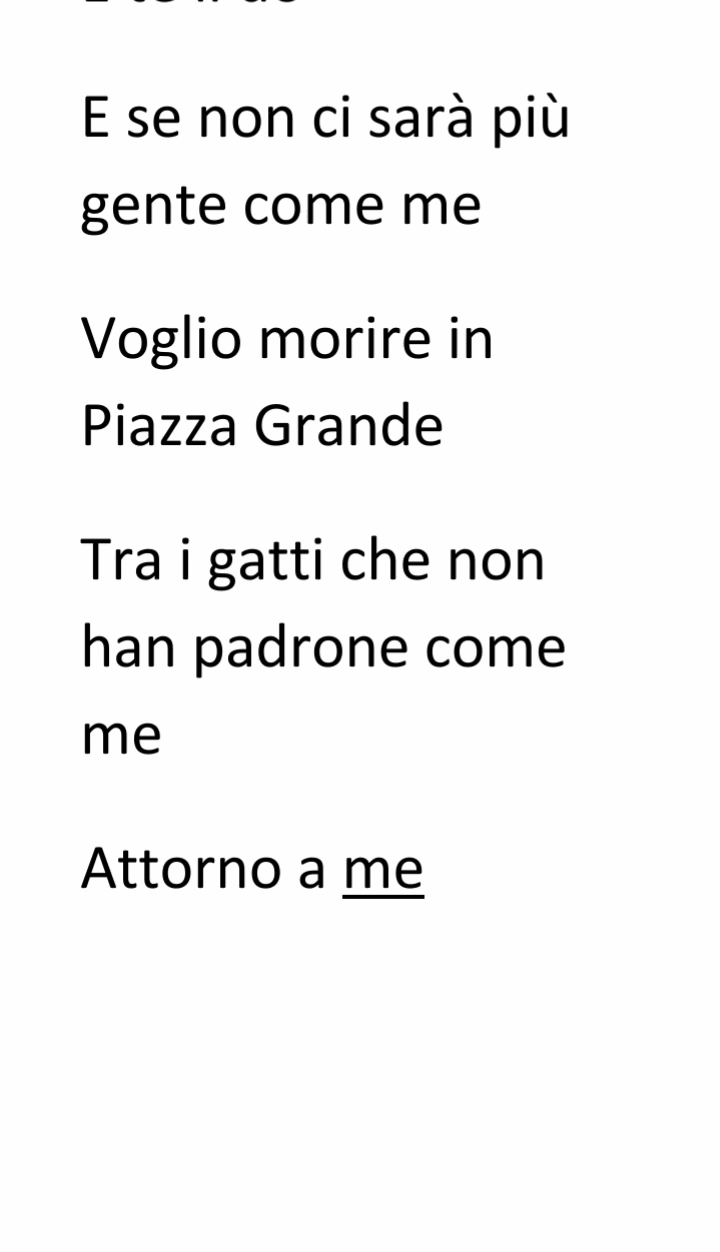 E se non ci sarà più
gente come me
Voglio morire in
Piazza Grande
Tra i gatti che non
han padrone come
me
Attorno a me